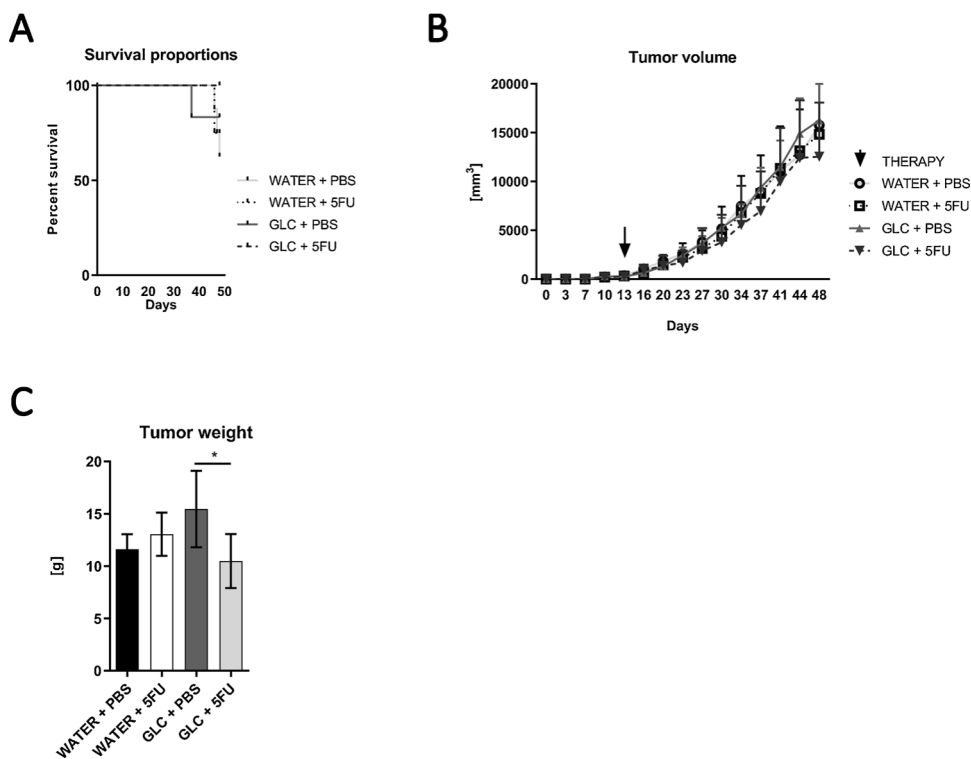 A
Survival proportions
Percent survival
100
50
0
0 10 20 30 40 50
Days
WATER + PBS
WATER + 5FU
GLC + PBS
GLC + 5FU
B
Tumor volume
[mm³]
20000
15000
10000
5000
0
0 3 7 10 13 16 20 23 27 30 34 37 41 44 48
Days
THERAPY
WATER + PBS
WATER + 5FU
GLC + PBS
GLC + 5FU
C
Tumor weight
[g]
20
15
10
5
0
*
WATER + PBS
WATER + 5FU
GLC + PBS
GLC + 5FU